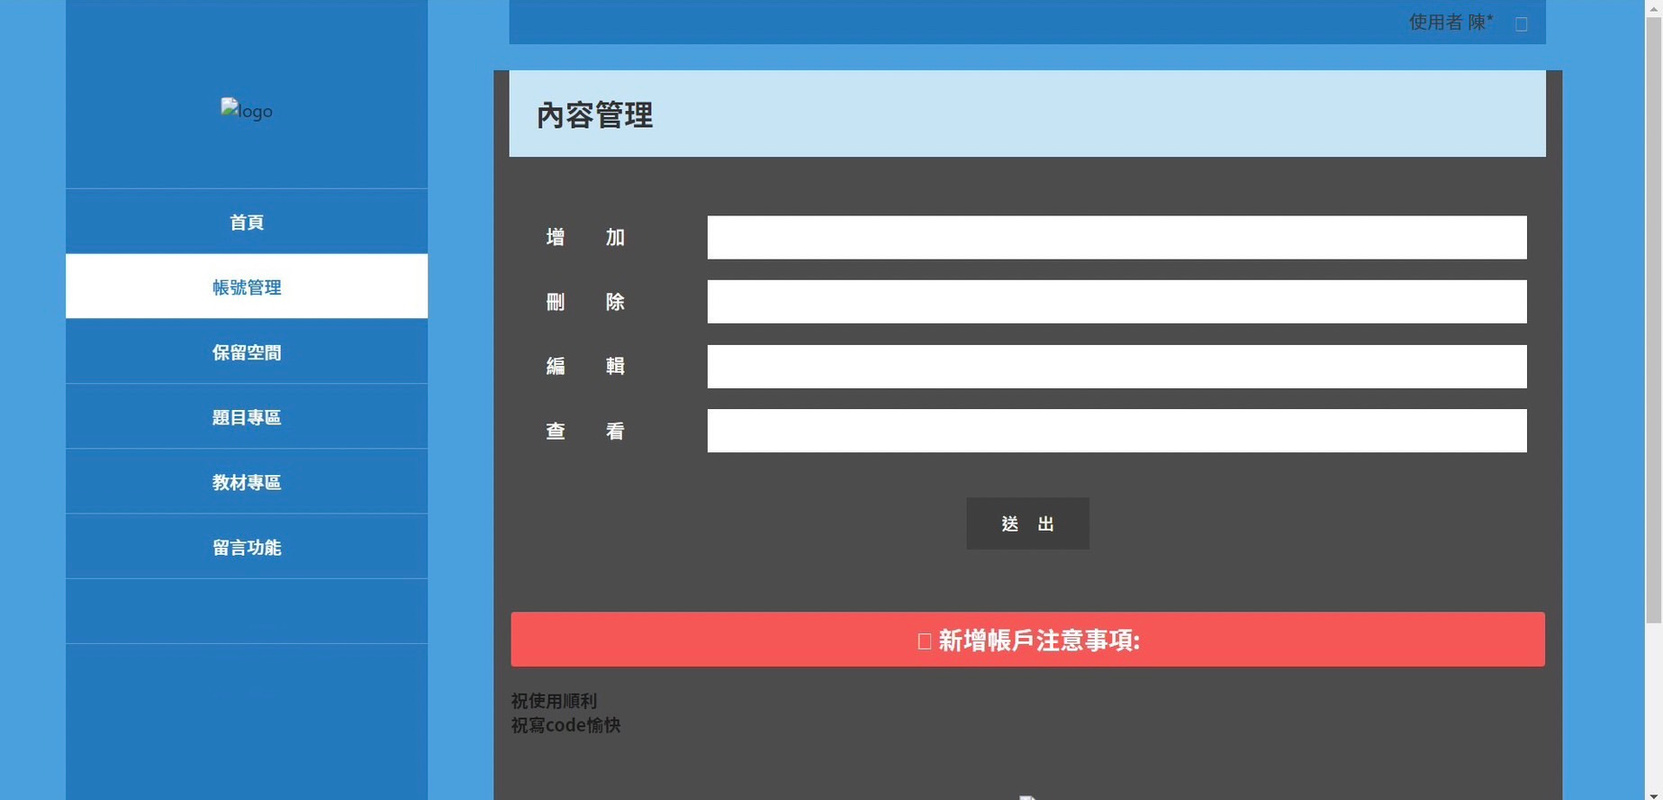 使用者 陳*
logo
首頁
帳號管理
保留空間
題目專區
教材專區
留言功能
內容管理
增 加
刪 除
編 輯
查 看
送 出
新增帳戶注意事項:
祝使用順利
祝寫code愉快